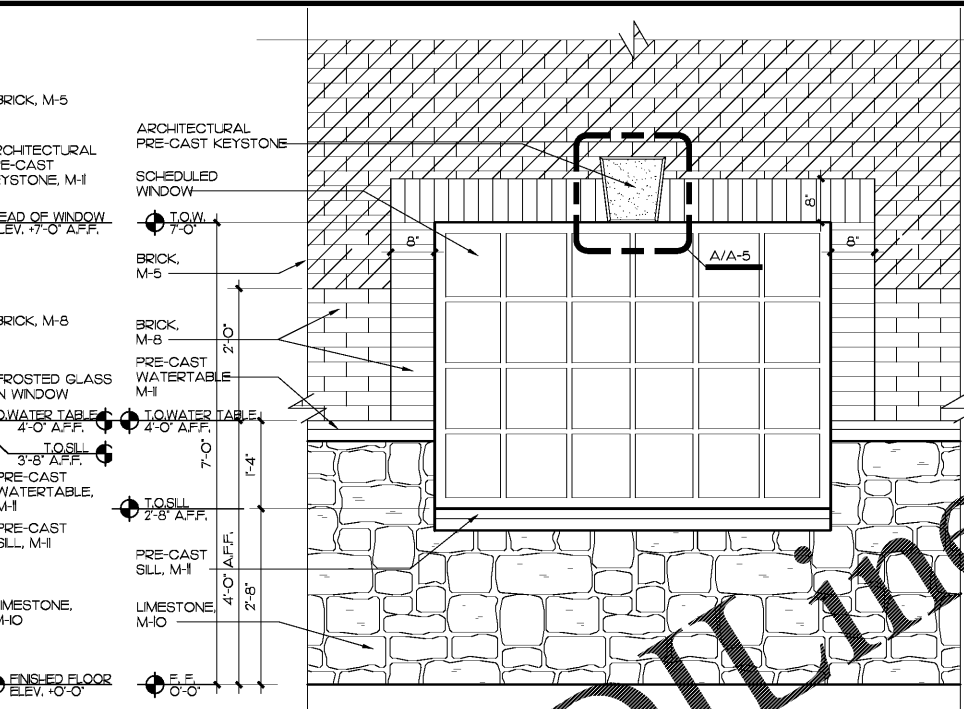 BRICK, M-5
RCHITECTURAL
RE-CAST
EYSTONE, M-11
EAD OF WINDOW
LEV. +7'-0" A.F.F.
BRICK, M-8
FROSTED GLASS
N WINDOW
O.WATER TABLE
4'-0" A.F.F.
T.O.SILL
3'-8" A.F.F.
PRE-CAST
WATERTABLE,
M-11
PRE-CAST
SILL, M-11
IMESTONE,
M-10
FINISHED FLOOR
ELEV. +0'-0"
ARCHITECTURAL
PRE-CAST KEYSTONE
SCHEDULED
WINDOW
T.O.W.
7'-0"
BRICK,
M-5
BRICK,
M-8
PRE-CAST
WATERTABLE
M-11
T.O.WATER TABLE
4'-0" A.F.F.
T.O.SILL
2'-8" A.F.F.
PRE-CAST
SILL, M-11
LIMESTONE,
M-10
F. F.
0'-0"
2'-0"
7'-0"
1'-4"
4'-0" A.F.F.
2'-8"
8"
8"
8"
A/A-5
OLine